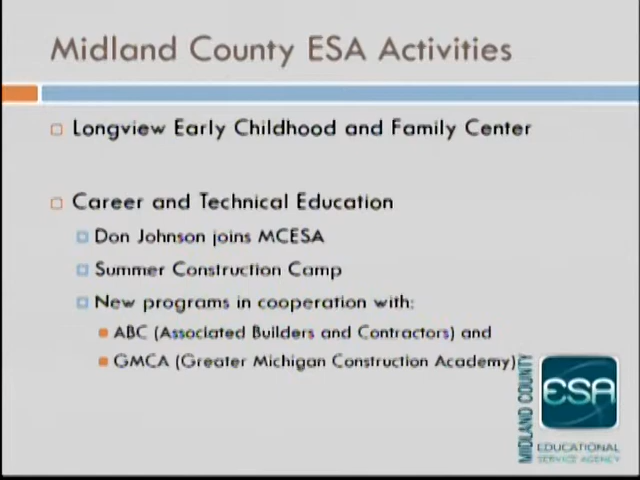 Midland County ESA Activities
Longview Early Childhood and Family Center
Career and Technical Education
Don Johnson joins MCESA
Summer Construction Camp
New programs in cooperation with:
ABC (Associated Builders and Contractors) and
GMCA (Greater Michigan Construction Academy)
MIDLAND COUNTY
ESA
EDUCATIONAL
SERVICE AGENCY